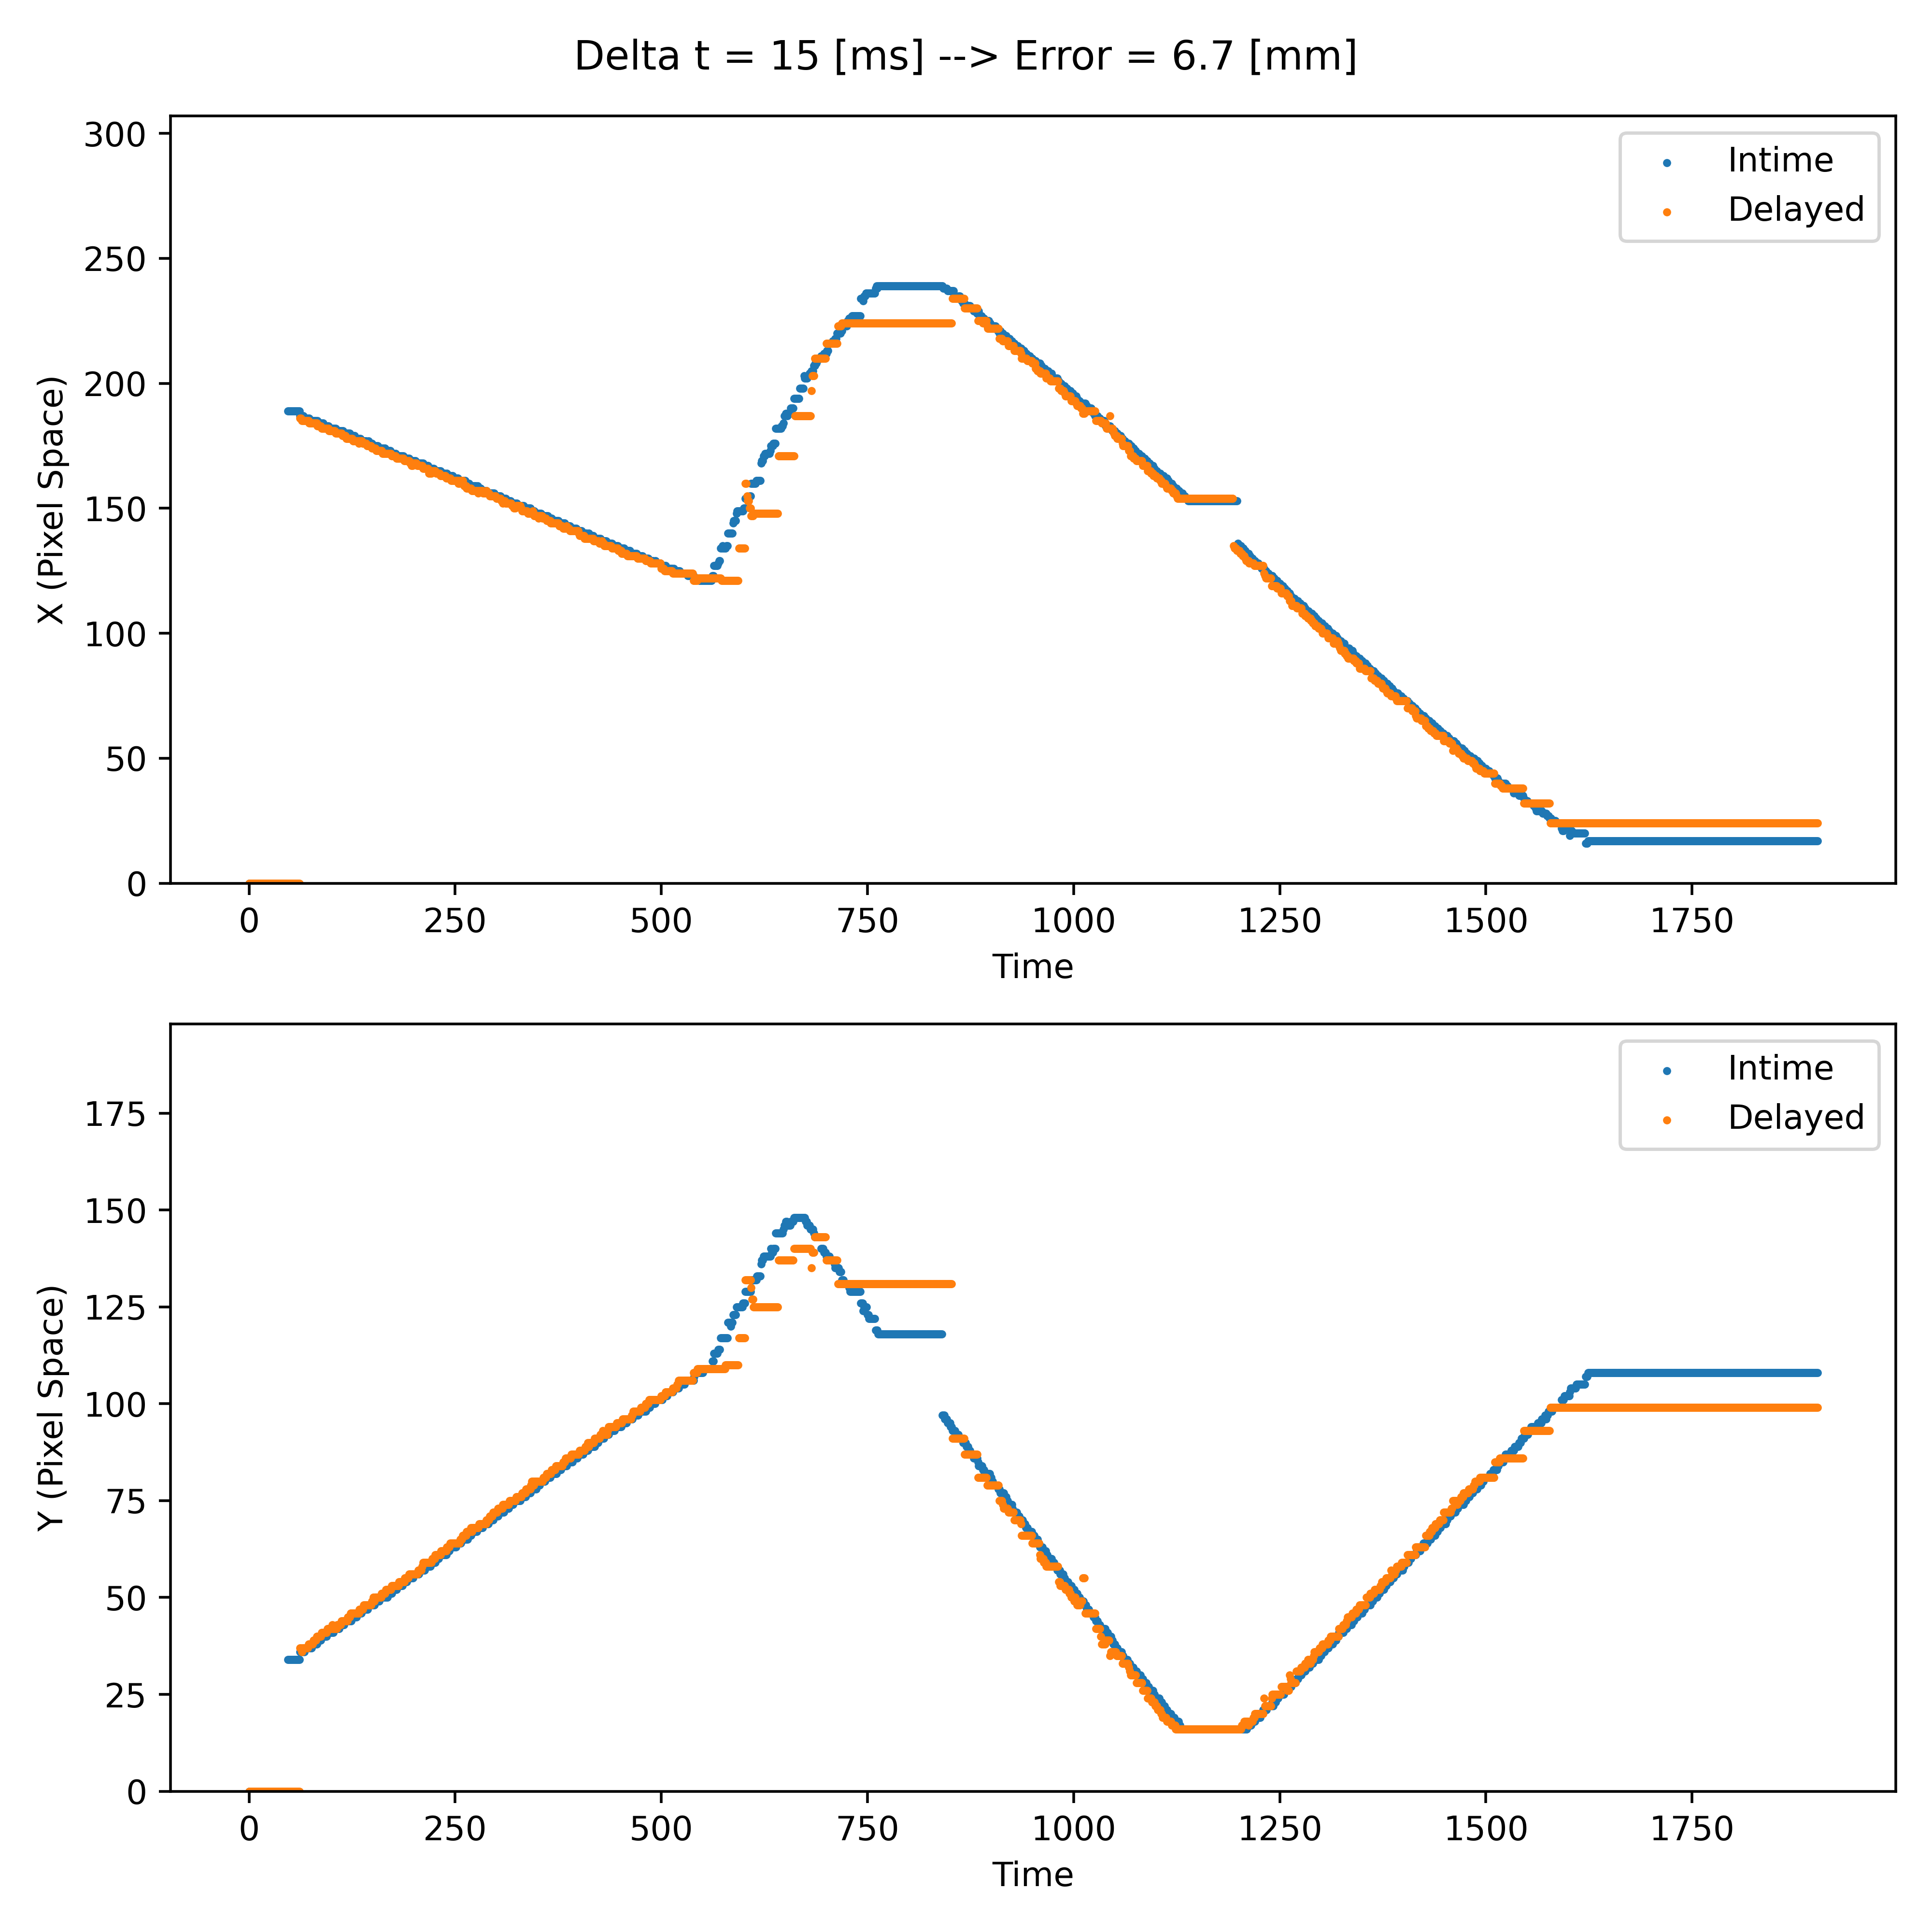 Delta t = 15 [ms] --> Error = 6.7 [mm]
300
250
200
150
100
50
0
X (Pixel Space)
Intime
Delayed
0 250 500 750 1000 1250 1500 1750
Time
175
150
125
100
75
50
25
0
Y (Pixel Space)
Intime
Delayed
0 250 500 750 1000 1250 1500 1750
Time